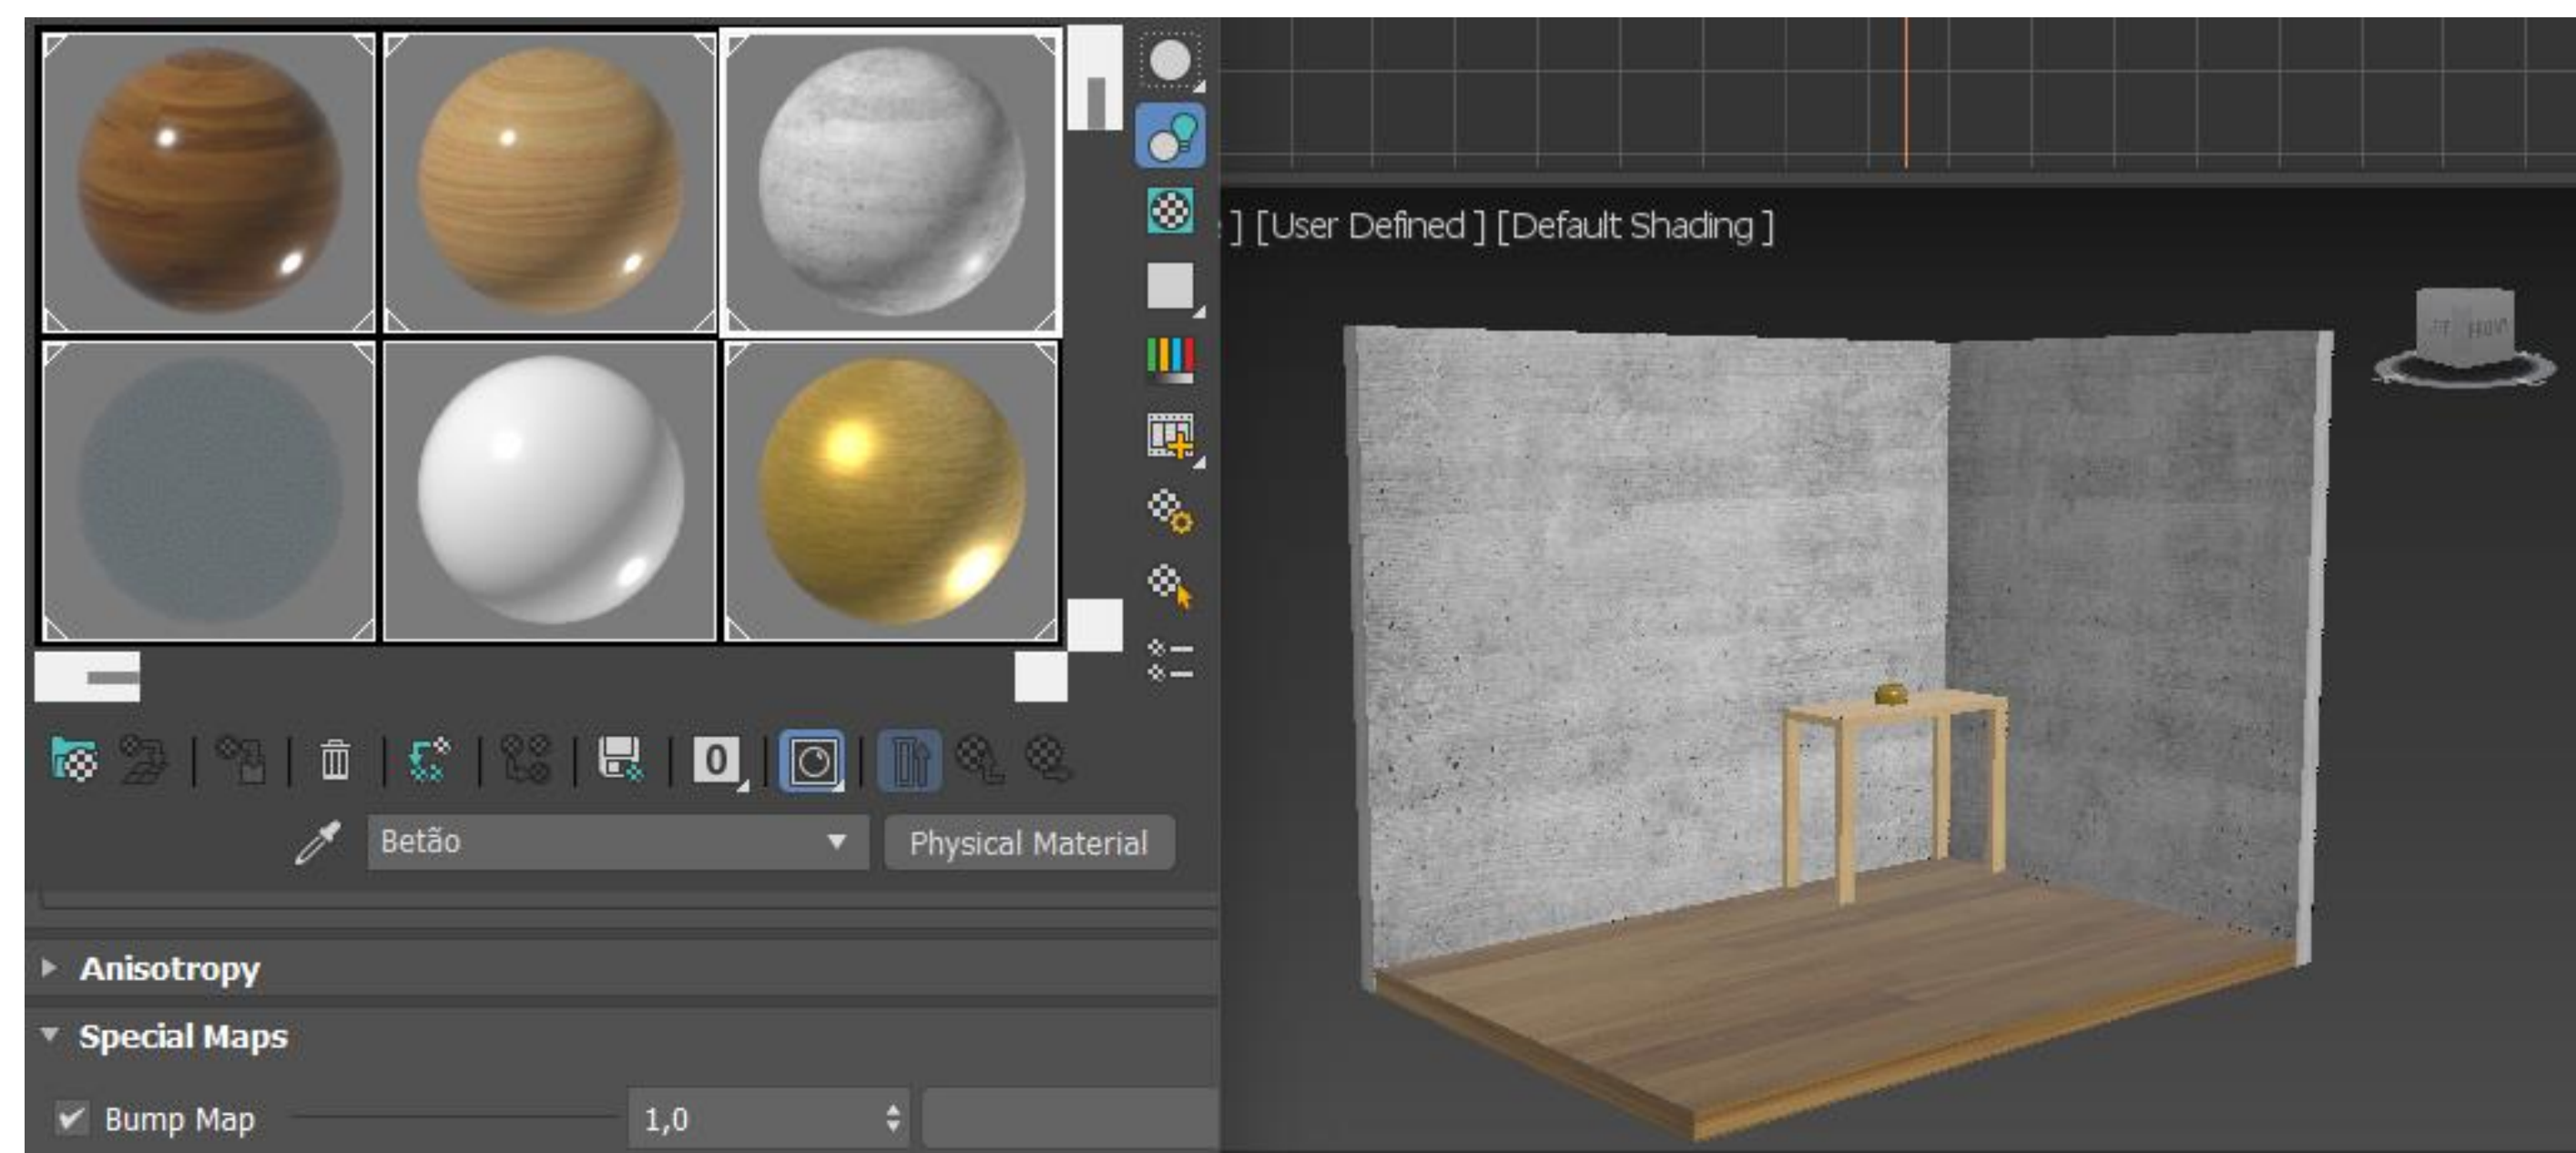 ] [User Defined ] [Default Shading ]
0
Betão
Physical Material
Anisotropy
Special Maps
Bump Map
1,0